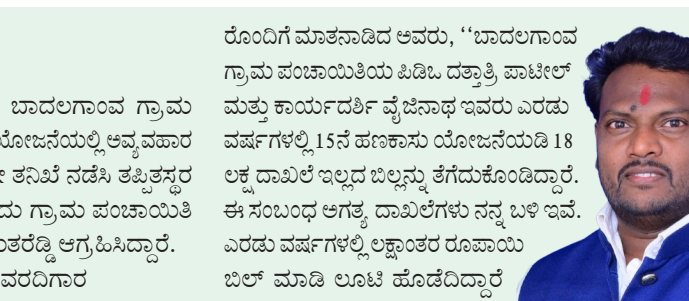 ಬಾದಲಗಾಂವ ಗ್ರಾಮ
ಯೋಜನೆಯಲ್ಲಿ ಅವ್ಯವಹಾರ
ತನಿಖೆ ನಡೆಸಿ ತಪ್ಪಿತಸ್ಥರ
ಗ್ರಾಮ ಪಂಚಾಯಿತಿ
ಆಗ್ರಹಿಸಿದ್ದಾರೆ.
ವರದಿಗಾರ
ರೊಂದಿಗೆ ಮಾತನಾಡಿದ ಅವರು, ‘‘ಬಾದಲಗಾಂವ
ಗ್ರಾಮ ಪಂಚಾಯಿತಿಯ ಪಿಡಿಒ ದತ್ತಾತ್ರಿ ಪಾಟೀಲ್
ಮತ್ತು ಕಾರ್ಯದರ್ಶಿ ವೈಜಿನಾಥ ಇವರು ಎರಡು
ವರ್ಷಗಳಲ್ಲಿ 15ನೆ ಹಣಕಾಸು ಯೋಜನೆಯಡಿ 18
ಲಕ್ಷ ದಾಖಲೆ ಇಲ್ಲದ ಬಿಲ್ಲನ್ನು ತೆಗೆದುಕೊಂಡಿದ್ದಾರೆ.
ಈ ಸಂಬಂಧ ಅಗತ್ಯ ದಾಖಲೆಗಳು ನನ್ನ ಬಳಿ ಇವೆ.
ಎರಡು ವರ್ಷಗಳಲ್ಲಿ ಲಕ್ಷಾಂತರ ರೂಪಾಯಿ
ಬಿಲ್ ಮಾಡಿ ಲೂಟಿ ಹೊಡೆದಿದ್ದಾರೆ